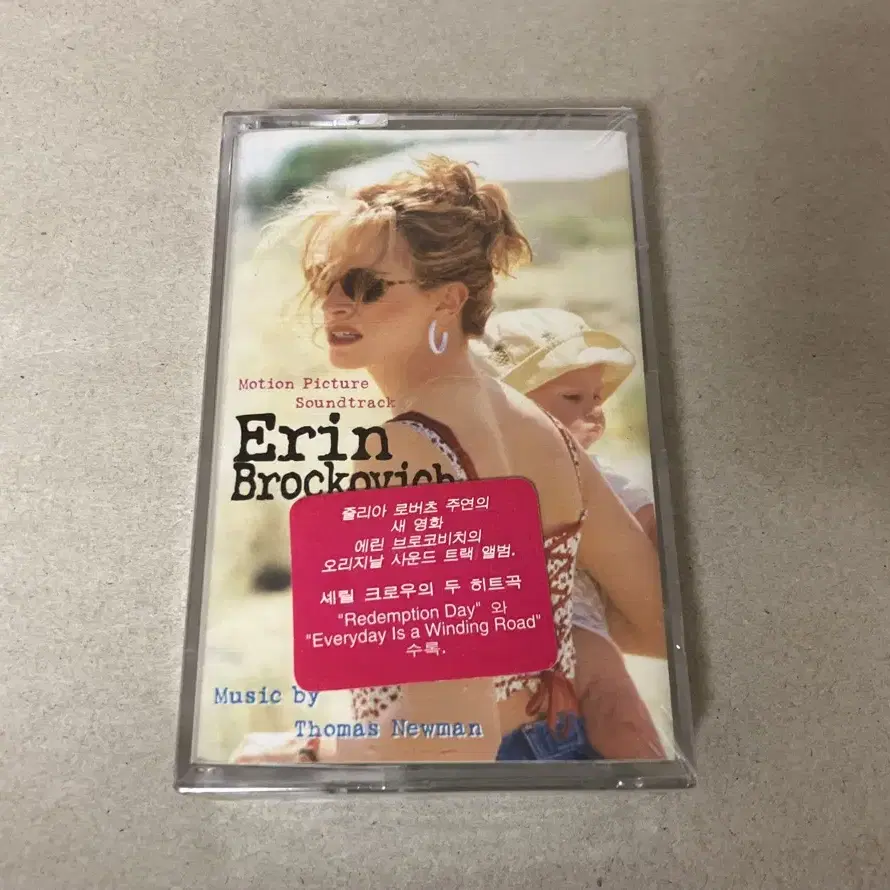 Motion Picture
Soundtrack
Erin
Brockovich
줄리아 로버츠 주연의
새 영화
에린 브로코비치의
오리지날 사운드 트랙 앨범.
셰릴 크로우의 두 히트곡
"Redemption Day" 와
"Everyday Is a Winding Road"
수록.
Music by
Thomas Newman